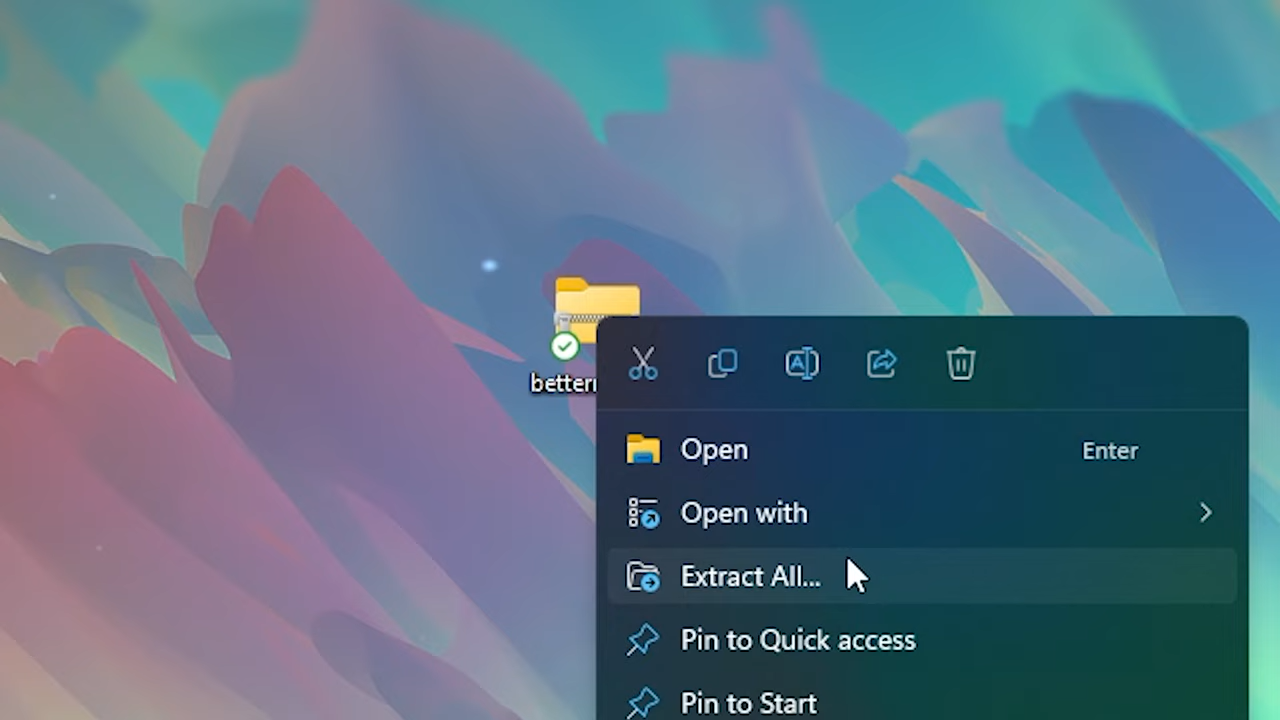 Open
Enter
Open with
Extract All...
Pin to Quick access
Pin to Start